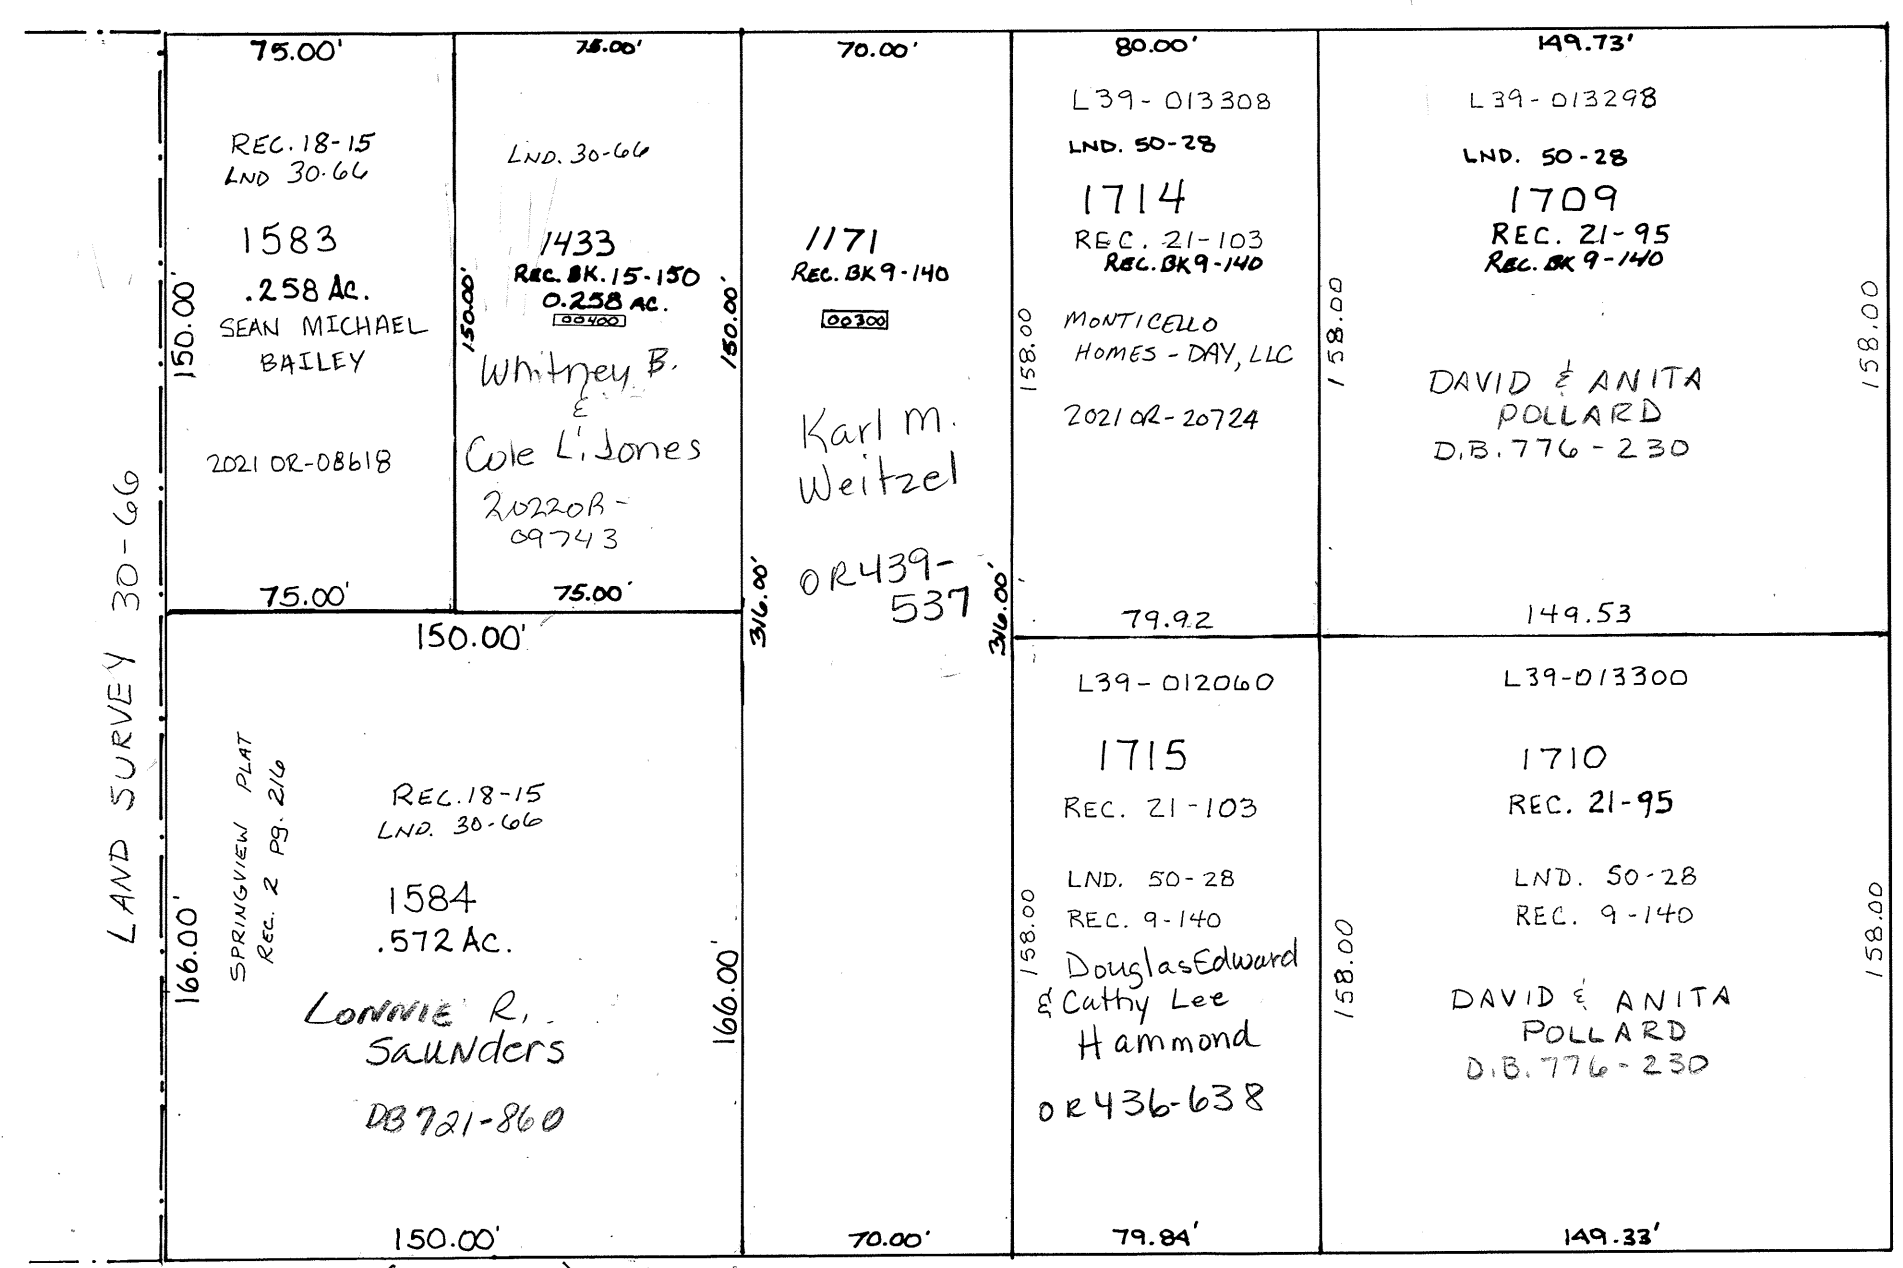 LAND SURVEY 30-66
75.00'
REC. 18-15
LND 30-66
1583
.258 AC.
SEAN MICHAEL
BAILEY
2021 OR-08618
150.00'
75.00'
75.00'
LND. 30-66
1433
REC. BK. 15-150
0.258 AC.
00400
Whitney B.
&
Cole L. Jones
2022OR-
09743
150.00'
150.00'
75.00'
70.00'
1171
REC. BK 9-140
00300
Karl M.
Weitzel
OR439-
537
316.00'
316.00'
70.00'
80.00'
L39-013308
LND. 50-28
1714
REC. 21-103
REC. BK 9-140
MONTICELLO
HOMES - DAY, LLC
2021 OR-20724
158.00
158.00
79.92
149.73'
L39-013298
LND. 50-28
1709
REC. 21-95
REC. BK 9-140
DAVID & ANITA
POLLARD
D.B. 776-230
158.00
149.53
150.00'
SPRINGVIEW PLAT
REC. 2 Pg. 216
REC. 18-15
LND. 30-66
1584
.572 AC.
LONNIE R.
SAUNders
DB 721-860
166.00'
166.00'
150.00'
L39-012060
1715
REC. 21-103
LND. 50-28
REC. 9-140
Douglas Edward
& Cathy Lee
Hammond
OR436-638
158.00
158.00
79.84'
L39-013300
1710
REC. 21-95
LND. 50-28
REC. 9-140
DAVID & ANITA
POLLARD
D.B. 776-230
158.00
149.33'